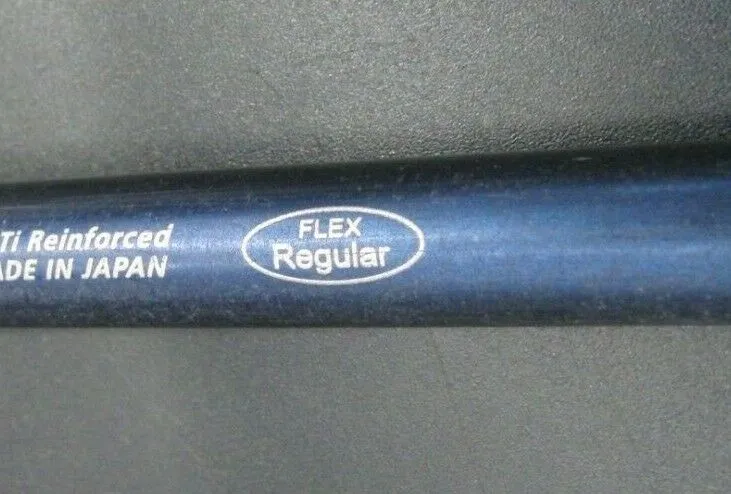 Ti Reinforced
ADE IN JAPAN
FLEX
Regular